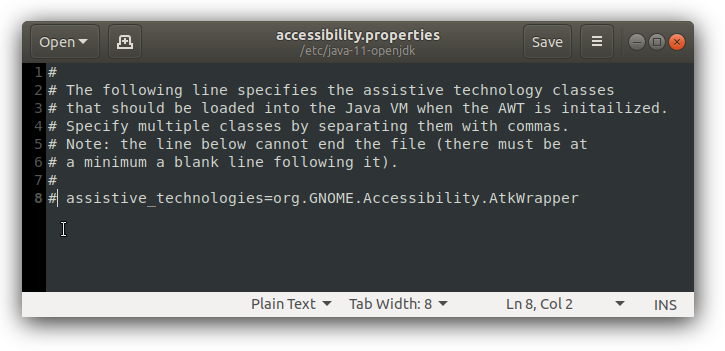 Open
accessibility.properties
/etc/java-11-openjdk
Save
1 #
2 # The following line specifies the assistive technology classes
3 # that should be loaded into the Java VM when the AWT is initailized.
4 # Specify multiple classes by separating them with commas.
5 # Note: the line below cannot end the file (there must be at
6 # a minimum a blank line following it).
7 #
8 # assistive_technologies=org.GNOME.Accessibility.AtkWrapper
Plain Text Tab Width: 8 Ln 8, Col 2 INS